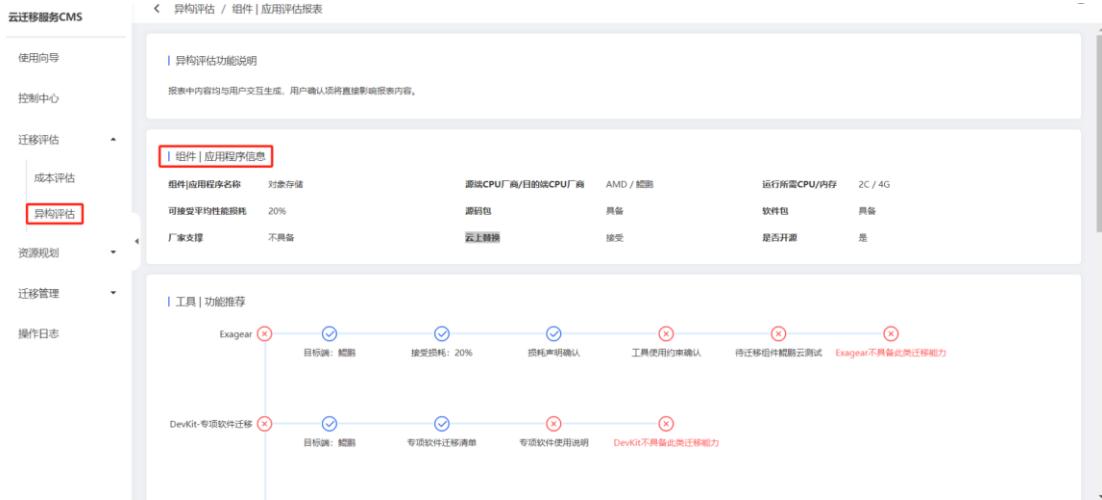 云迁移服务CMS
异构评估 / 组件 | 应用评估报表
使用向导
控制中心
迁移评估
成本评估
异构评估
资源规划
迁移管理
操作日志
异构评估功能说明
报表中内容均与用户交互生成，用户确认项将直接影响报表内容。
组件 | 应用程序信息
组件|应用程序名称 对象存储 源端CPU厂商/目的端CPU厂商 AMD / 鲲鹏 运行所需CPU/内存 2C / 4G
可接受平均性能损耗 20% 源码包 具备 软件包 具备
厂家支撑 不具备 云上替换 接受 是否开源 是
工具 | 功能推荐
Exagear
目标端：鲲鹏 接受损耗：20% 损耗声明确认 工具使用约束确认 待迁移组件鲲鹏云测试 Exagear不具备此类迁移能力
DevKit-专项软件迁移
目标端：鲲鹏 专项软件迁移清单 专项软件使用说明 DevKit不具备此类迁移能力